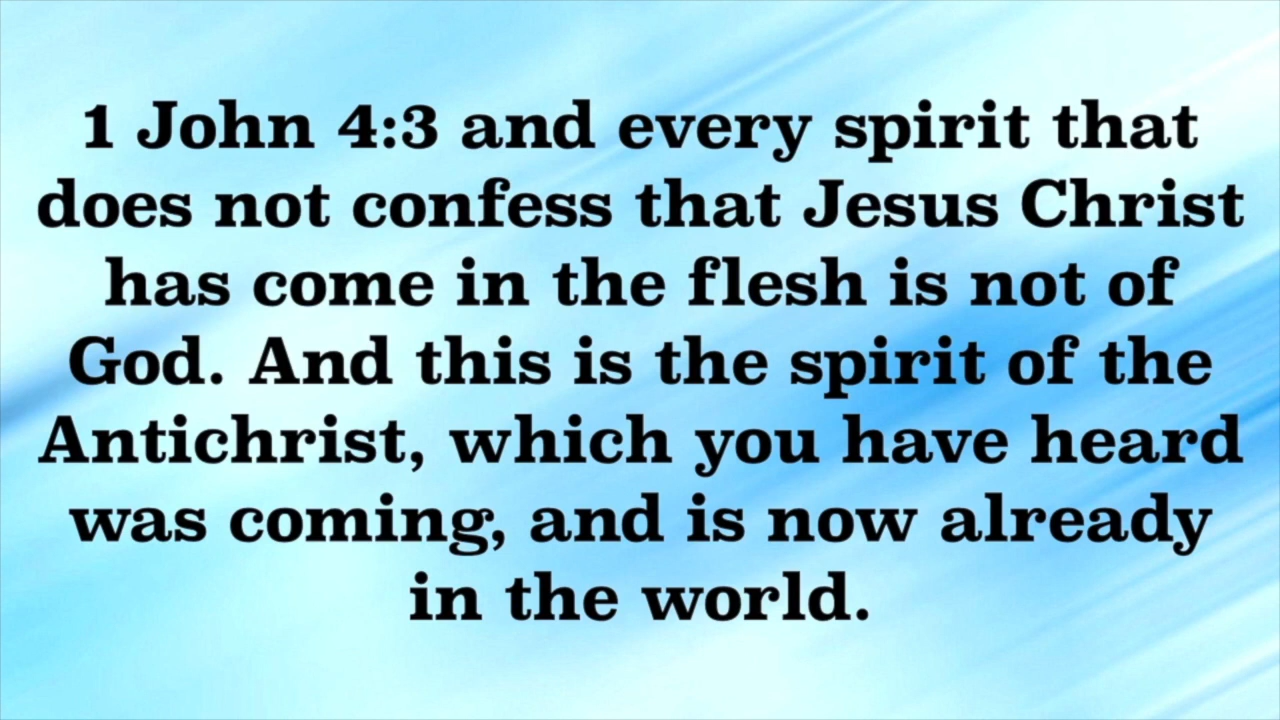 1 John 4:3 and every spirit that
does not confess that Jesus Christ
has come in the flesh is not of
God. And this is the spirit of the
Antichrist, which you have heard
was coming, and is now already
in the world.